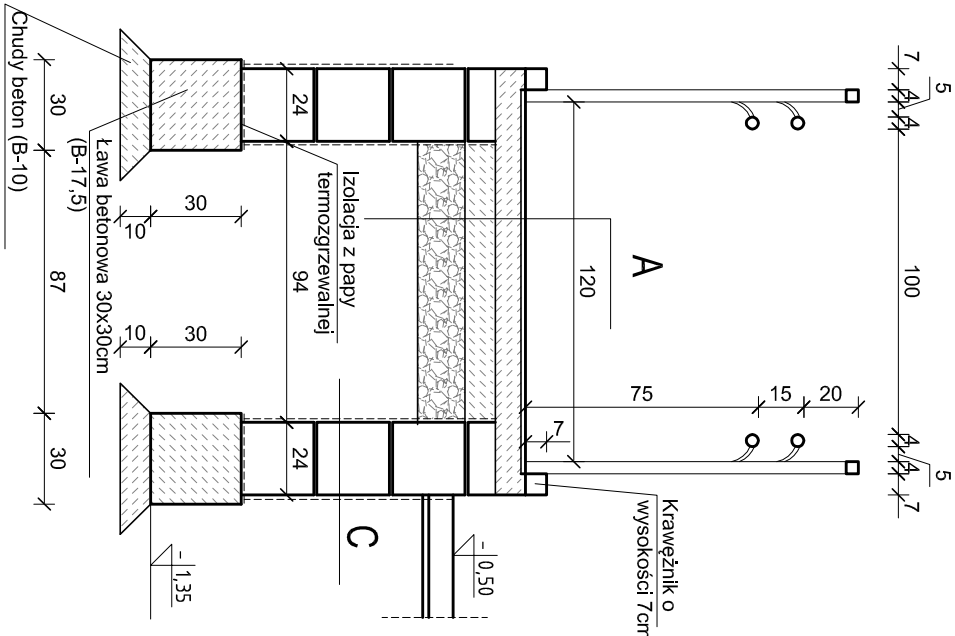 7
4
5
4
100
4
4
5
7
75
15
20
A
120
7
Krawężnik o
wysokości 7cm
24
94
24
Izolacja z papy
termozgrzewalnej
C
- 0,50
- 1,35
30
10
30
10
Ława betonowa 30x30cm
(B-17,5)
Chudy beton (B-10)
30
87
30